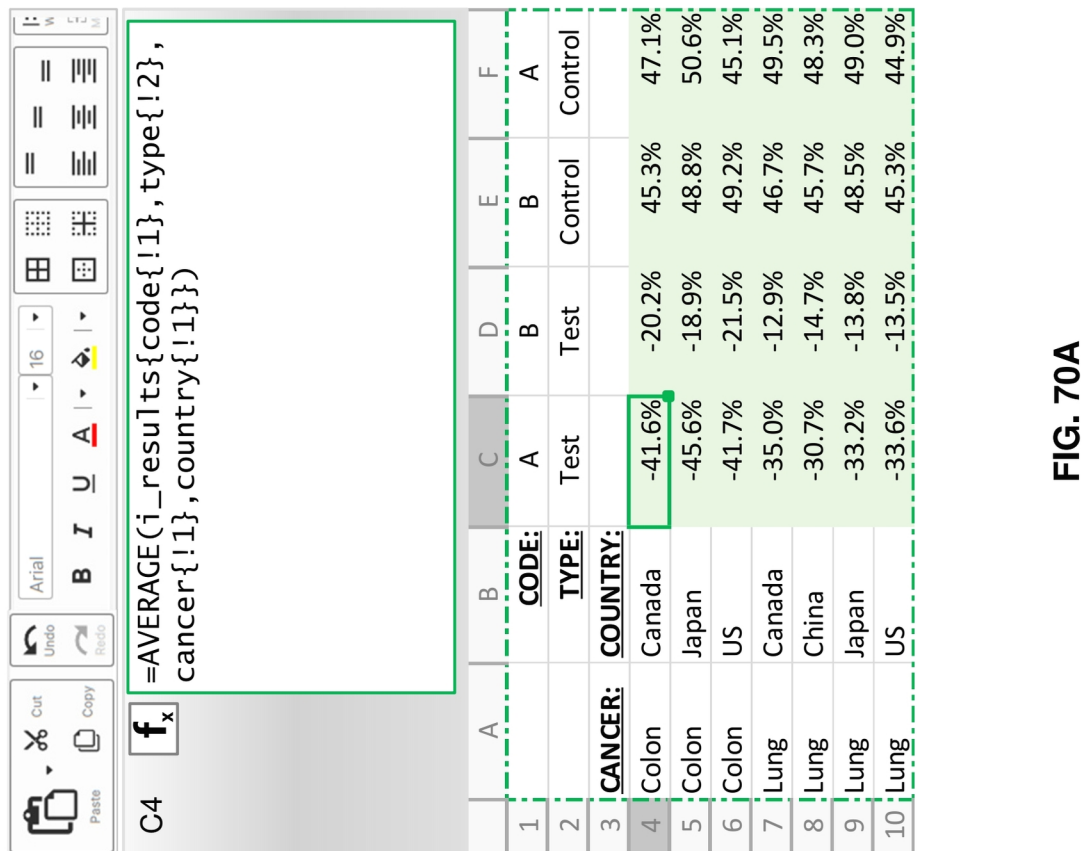 Paste
Cut
Copy
Undo
Redo
Arial
16
B I U A
C4
fx
=AVERAGE(i_results{code{!1},type{!2},
cancer{!1},country{!1}})
A B C D E F
1 CODE: A B B A
2 TYPE: Test Test Control Control
3 CANCER: COUNTRY:
4 Colon Canada -41.6% -20.2% 45.3% 47.1%
5 Colon Japan -45.6% -18.9% 48.8% 50.6%
6 Colon US -41.7% -21.5% 49.2% 45.1%
7 Lung Canada -35.0% -12.9% 46.7% 49.5%
8 Lung China -30.7% -14.7% 45.7% 48.3%
9 Lung Japan -33.2% -13.8% 48.5% 49.0%
10 Lung US -33.6% -13.5% 45.3% 44.9%
FIG. 70A